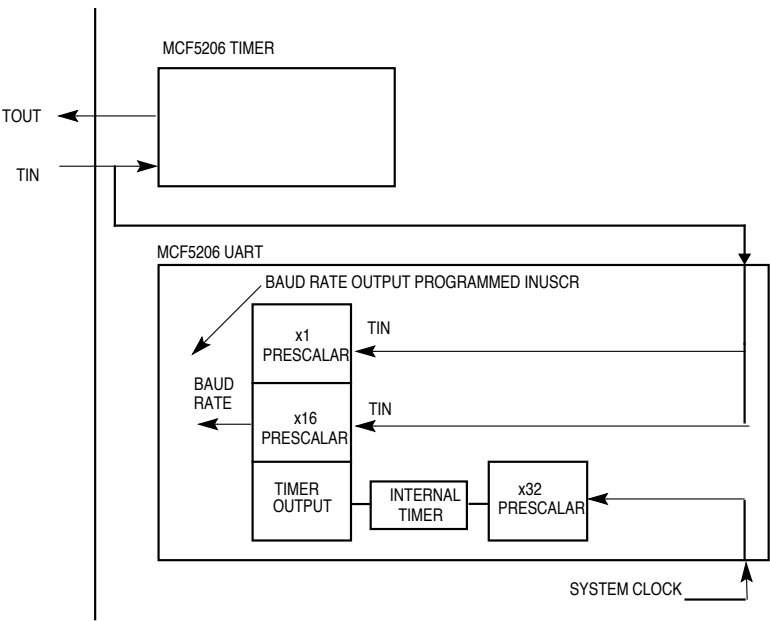 MCF5206 TIMER
TOUT
TIN
MCF5206 UART
BAUD RATE OUTPUT PROGRAMMED INUSCR
x1
PRESCALAR
TIN
BAUD
RATE
x16
PRESCALAR
TIN
TIMER
OUTPUT
INTERNAL
TIMER
x32
PRESCALAR
SYSTEM CLOCK